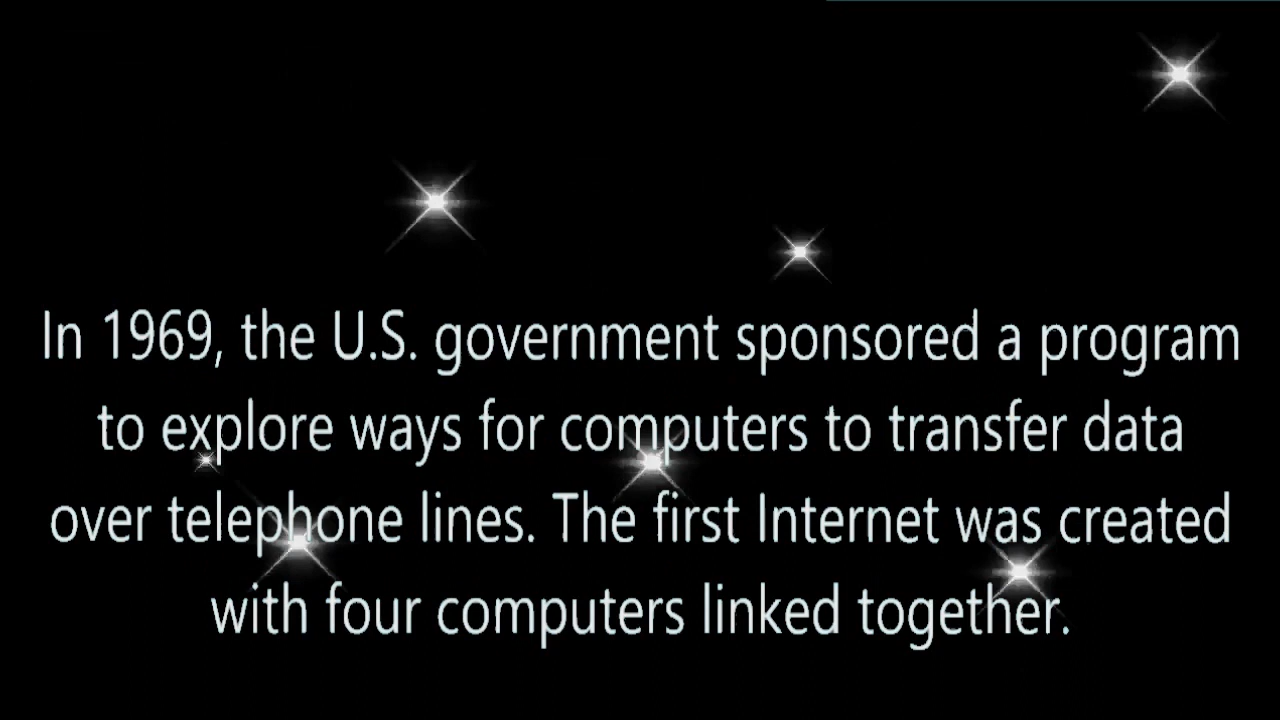 In 1969, the U.S. government sponsored a program
to explore ways for computers to transfer data
over telephone lines. The first Internet was created
with four computers linked together.